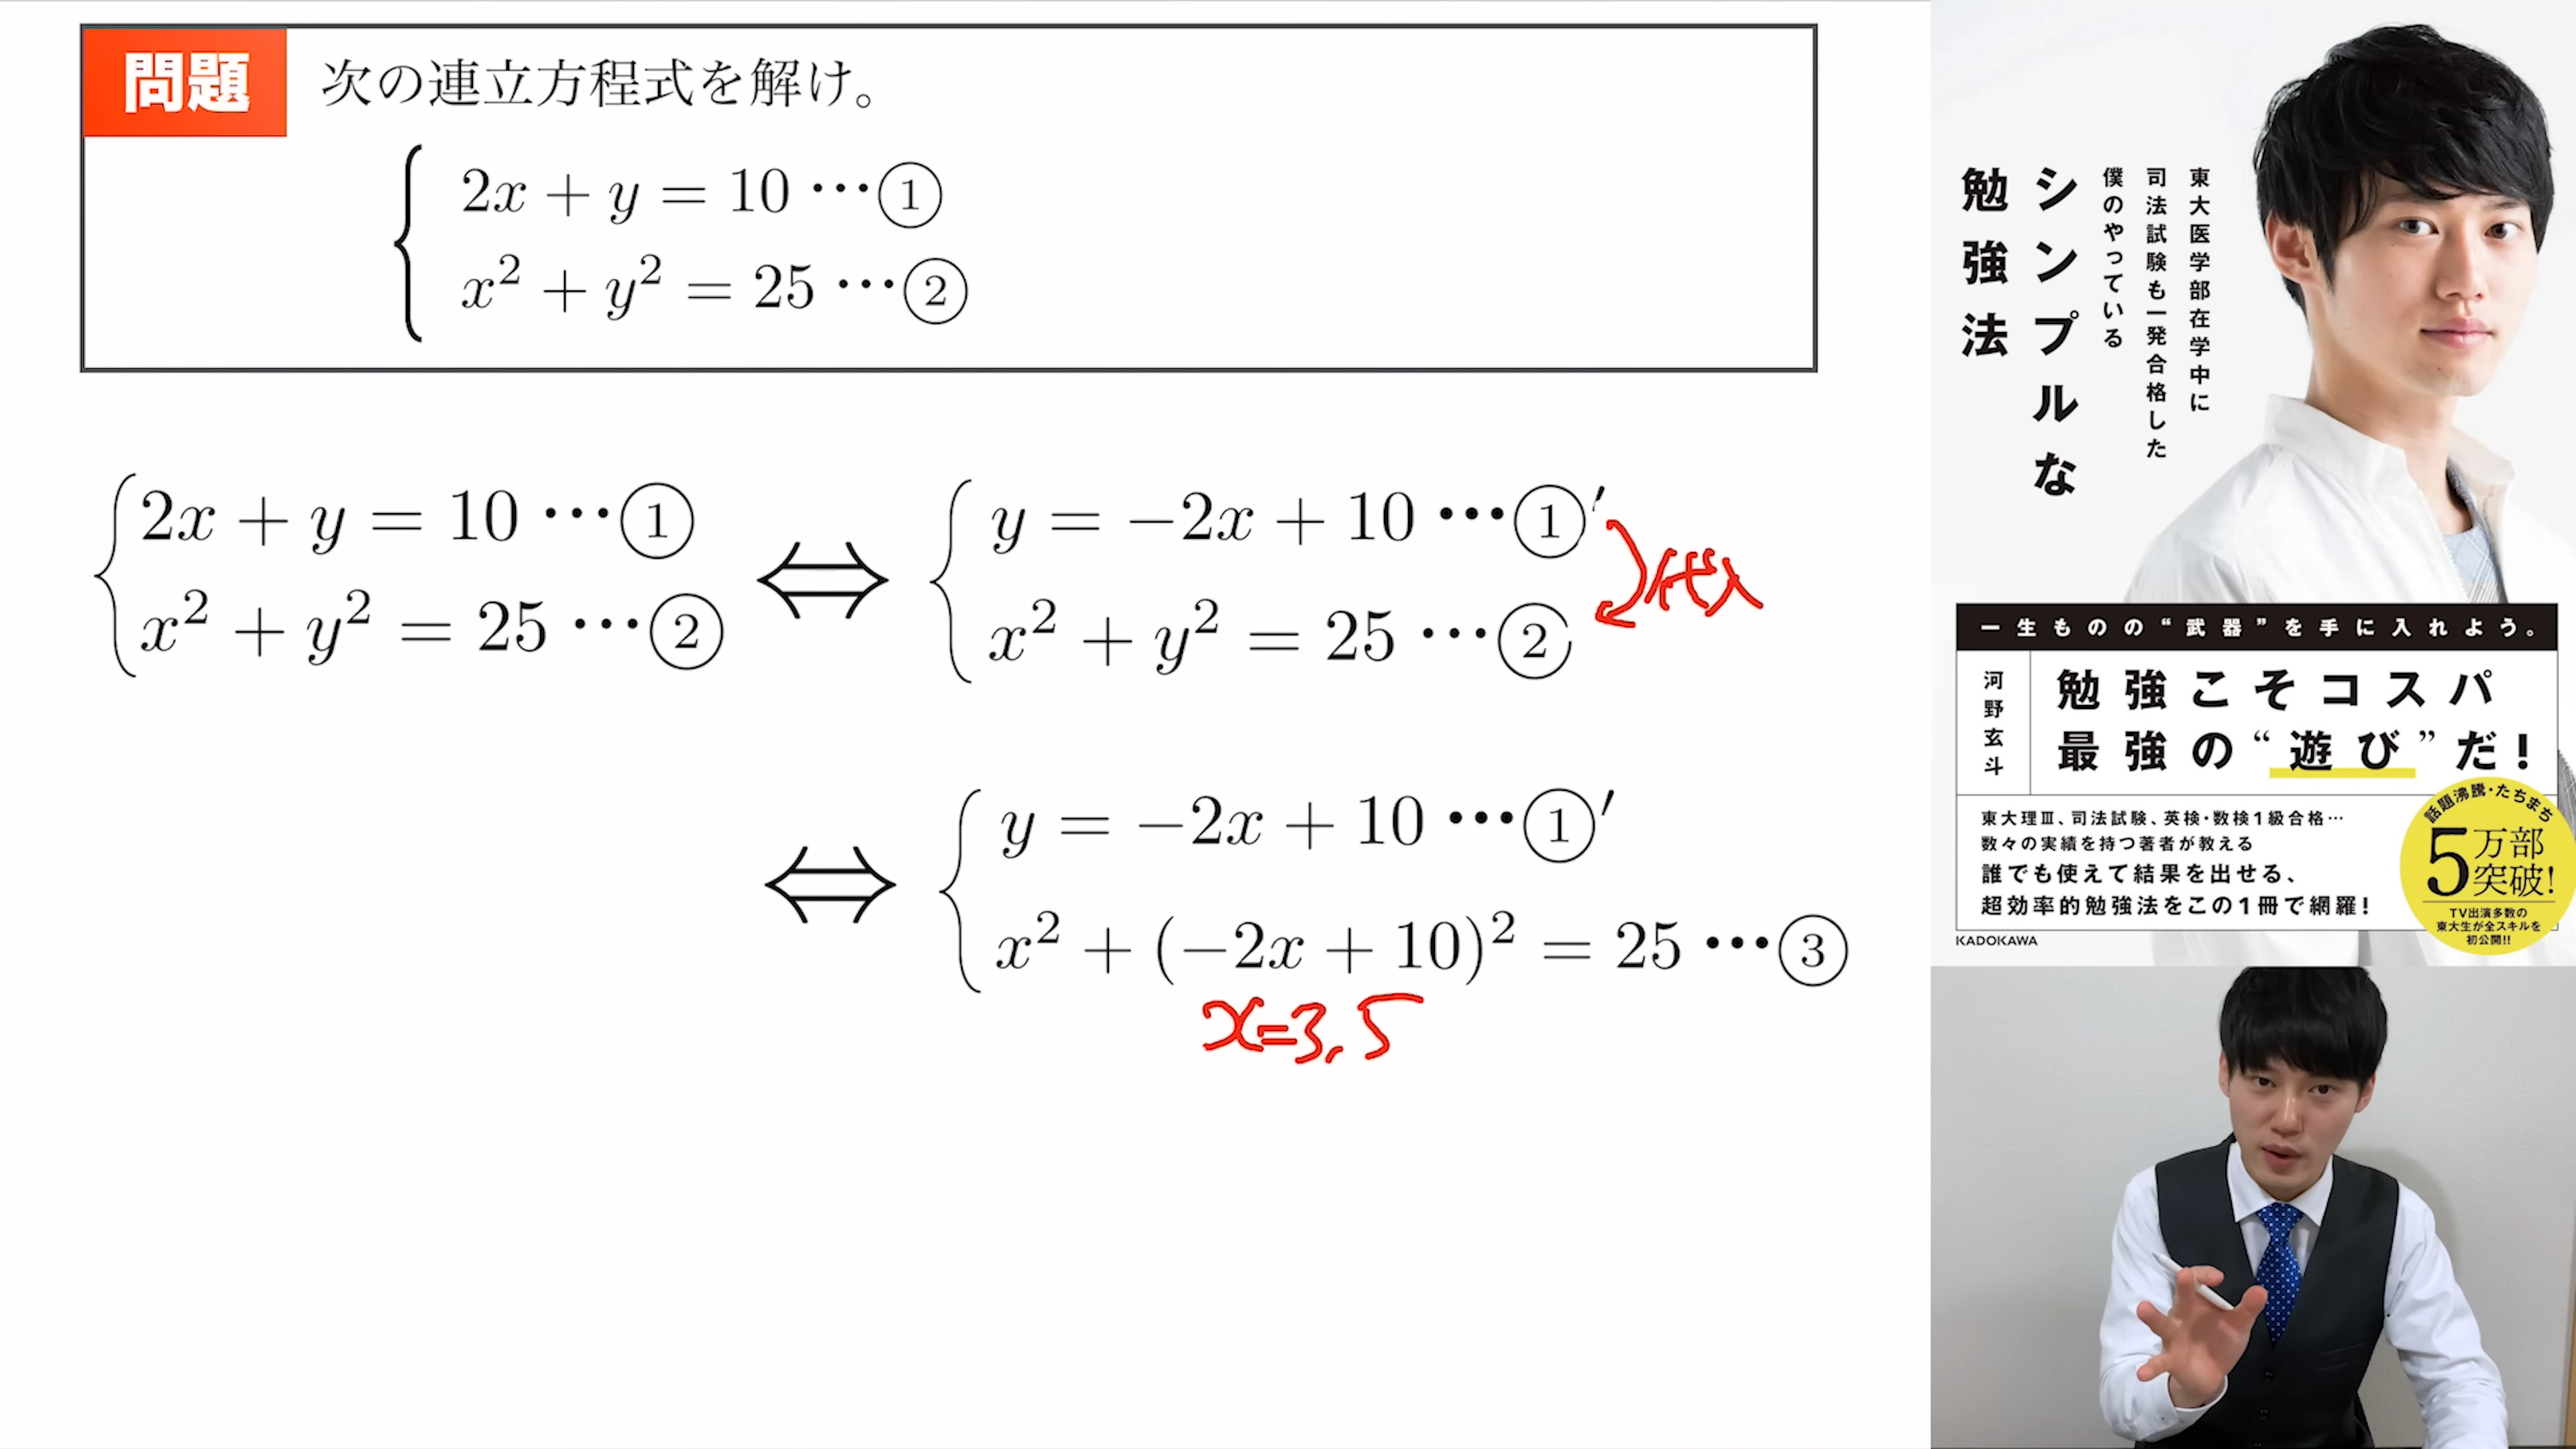 問題 次の連立方程式を解け。
2x + y = 10 …①
x² + y² = 25 …②
2x + y = 10 …①
x² + y² = 25 …②
⇔
y = −2x + 10 …①′
x² + y² = 25 …②
代入
⇔
y = −2x + 10 …①′
x² + (−2x + 10)² = 25 …③
x=3, 5
東大医学部在学中に
司法試験も一発合格した
僕のやっている
シンプルな
勉強法
一生ものの“武器”を手に入れよう。
河野玄斗
勉強こそコスパ
最強の“遊び”だ!
東大理Ⅲ、司法試験、英検・数検1級合格…
数々の実績を持つ著者が教える
誰でも使えて結果を出せる、
超効率的勉強法をこの1冊で網羅!
話題沸騰・たちまち
5万部
突破!
TV出演多数の
東大生が全スキルを
初公開!!
KADOKAWA